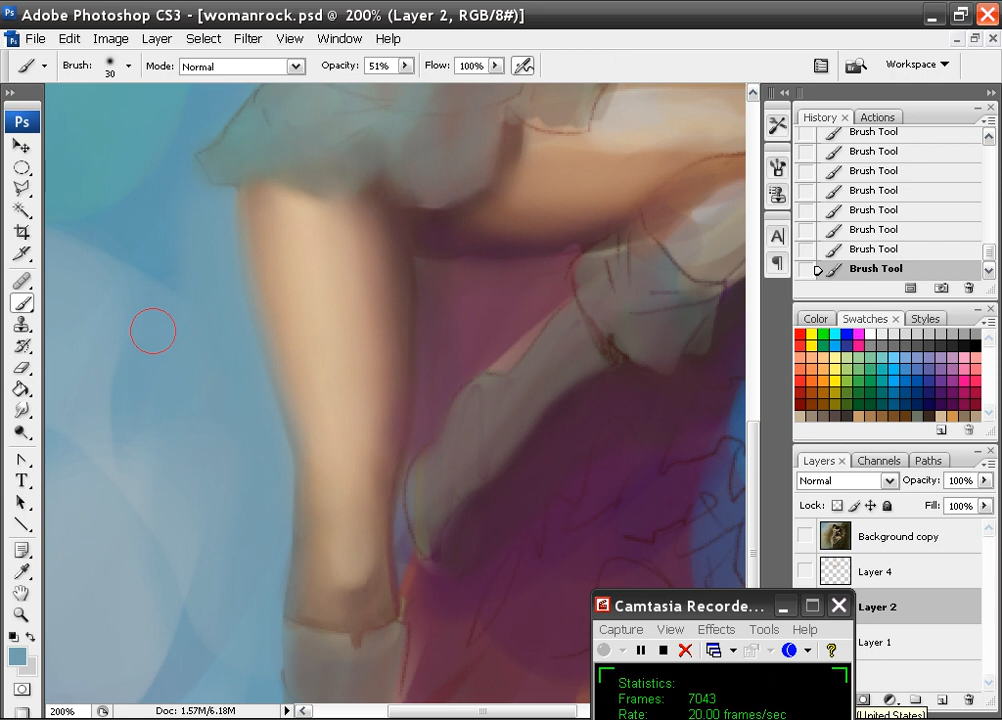 Ps Adobe Photoshop CS3 - [womanrock.psd @ 200% (Layer 2, RGB/8#)]
Ps File Edit Image Layer Select Filter View Window Help
Brush: 30 Mode: Normal Opacity: 51% Flow: 100% Workspace
Ps
History Actions
Brush Tool
Brush Tool
Brush Tool
Brush Tool
Brush Tool
Brush Tool
Brush Tool
Brush Tool
Color Swatches Styles
Layers Channels Paths
Normal Opacity: 100%
Lock: Fill: 100%
Background copy
Layer 4
Layer 2
Layer 1
Camtasia Recorde...
Capture View Effects Tools Help
Statistics:
Frames: 7043
Rate: 20.00 frames/sec
200% Doc: 1.57M/6.18M
(United States)